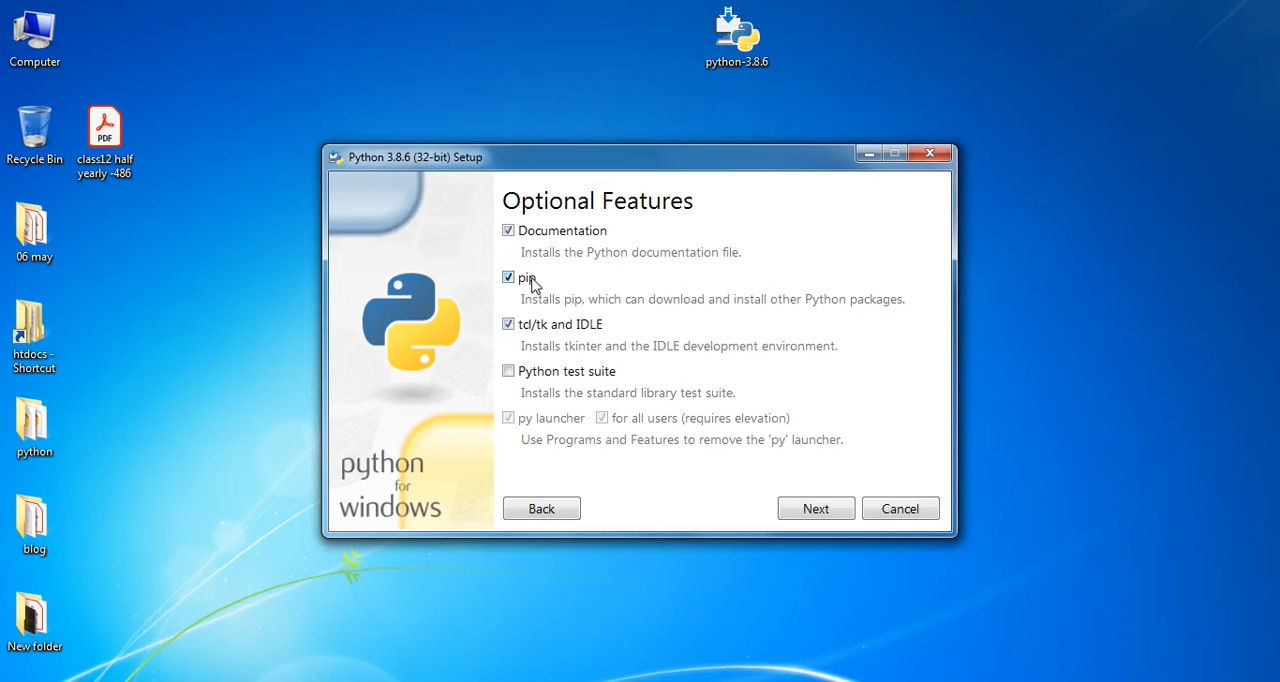 Computer
python-3.8.6
Recycle Bin
PDF
class12 half
yearly -486
06 may
htdocs -
Shortcut
python
blog
New folder
Python 3.8.6 (32-bit) Setup
Optional Features
Documentation
Installs the Python documentation file.
pip
Installs pip, which can download and install other Python packages.
tcl/tk and IDLE
Installs tkinter and the IDLE development environment.
Python test suite
Installs the standard library test suite.
py launcher for all users (requires elevation)
Use Programs and Features to remove the 'py' launcher.
python
for
windows
Back
Next
Cancel